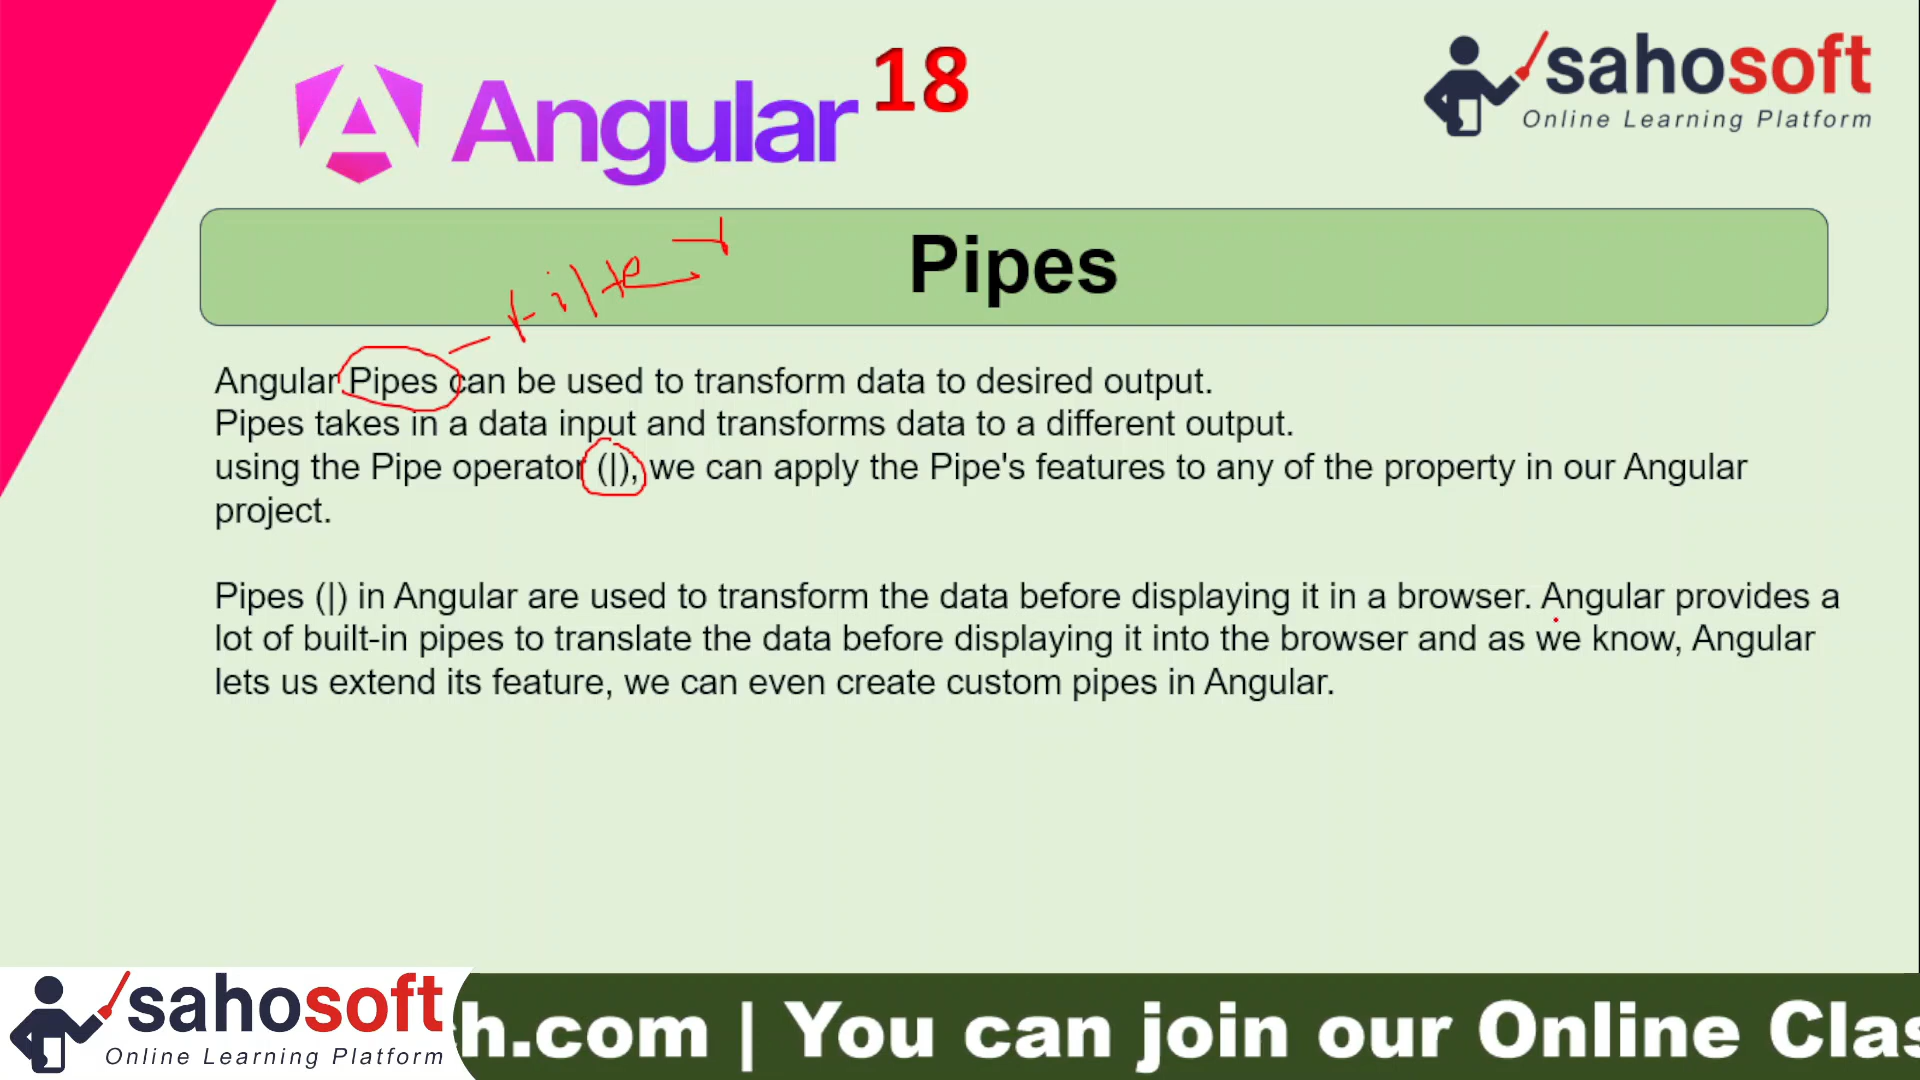 Angular 18
sahosoft
Online Learning Platform
Pipes
filter
Angular Pipes can be used to transform data to desired output.
Pipes takes in a data input and transforms data to a different output.
using the Pipe operator (|), we can apply the Pipe's features to any of the property in our Angular
project.
Pipes (|) in Angular are used to transform the data before displaying it in a browser. Angular provides a
lot of built-in pipes to translate the data before displaying it into the browser and as we know, Angular
lets us extend its feature, we can even create custom pipes in Angular.
sahosoft
Online Learning Platform
h.com | You can join our Online Clas